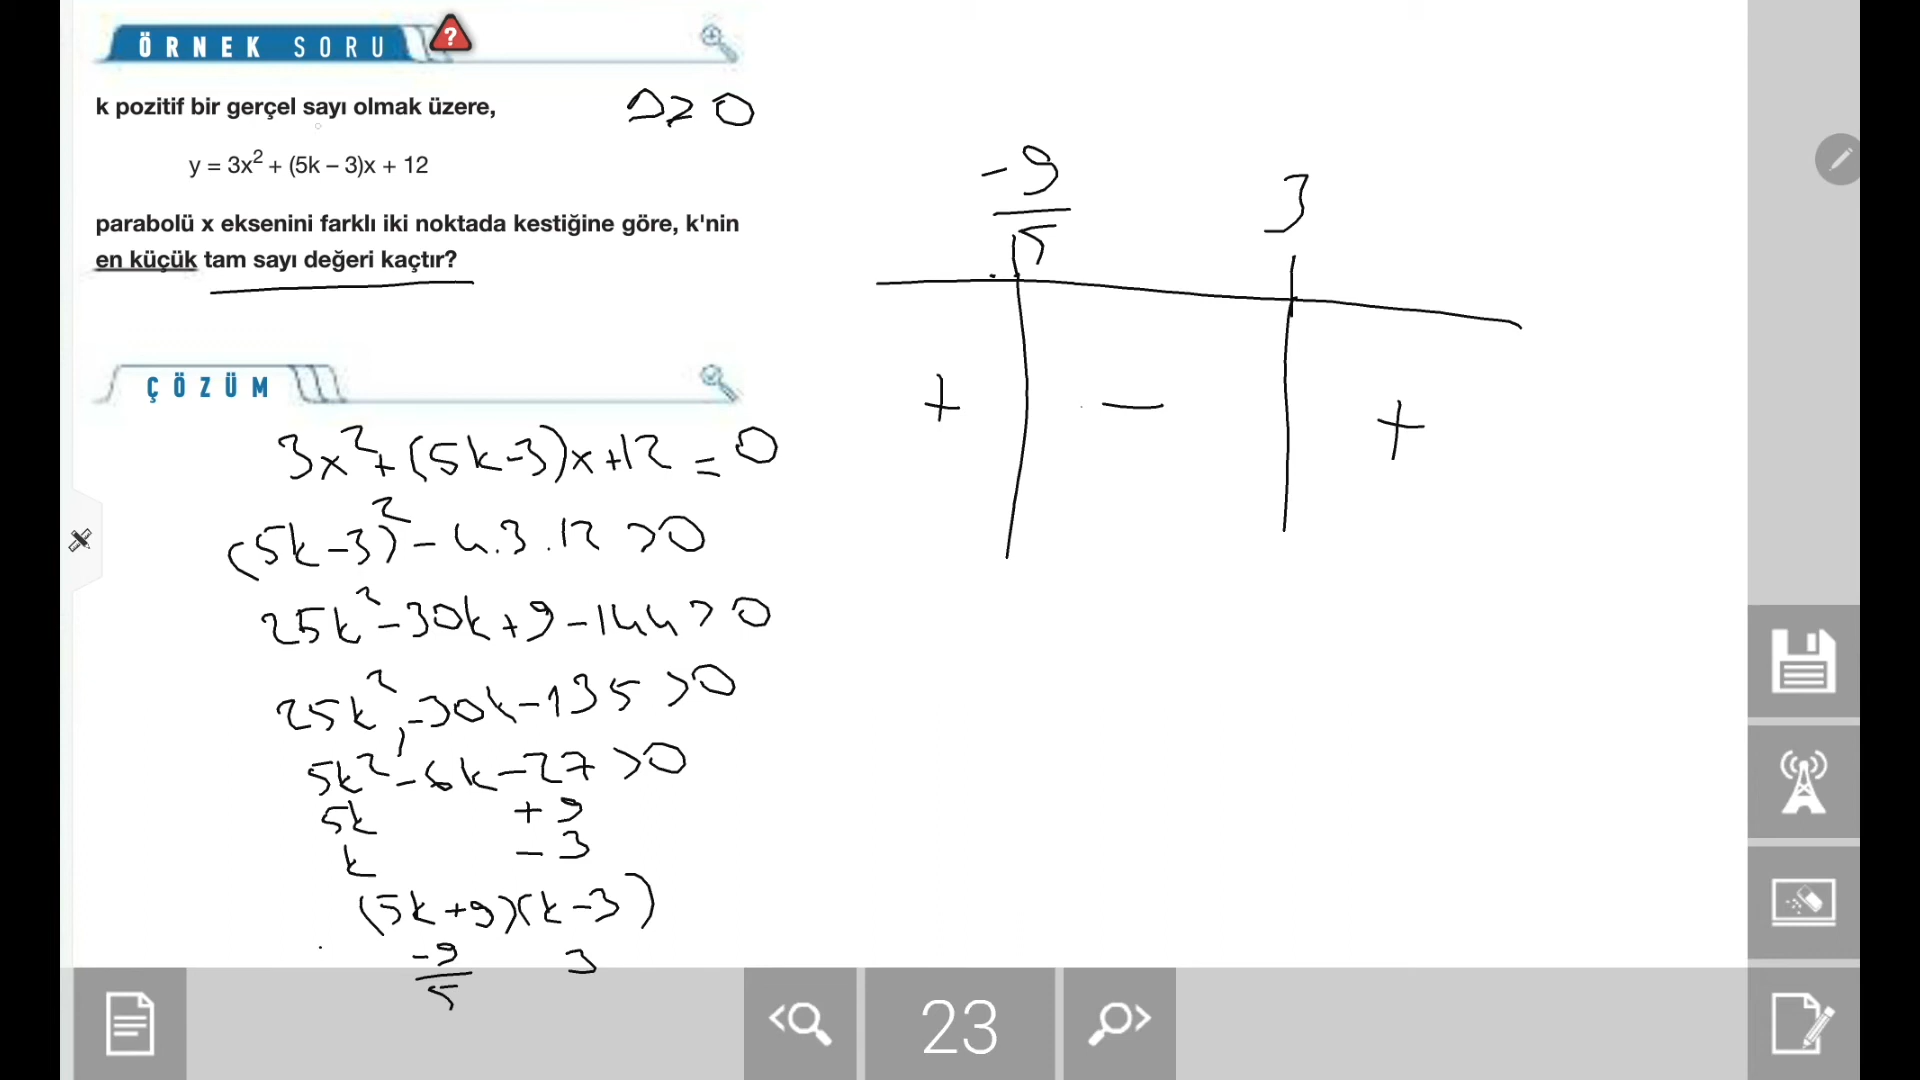 ÖRNEK SORU
?
k pozitif bir gerçel sayı olmak üzere,
Δ≥0
y = 3x² + (5k – 3)x + 12
parabolü x eksenini farklı iki noktada kestiğine göre, k'nin
en küçük tam sayı değeri kaçtır?
-9/5 3
+ - +
ÇÖZÜM
3x²+(5k-3)x+12=0
(5k-3)²-4.3.12>0
25k²-30k+9-144>0
25k²-30k-135>0
5k²-6k-27>0
5k +9
k -3
(5k+9)(k-3)
-9/5 3
23